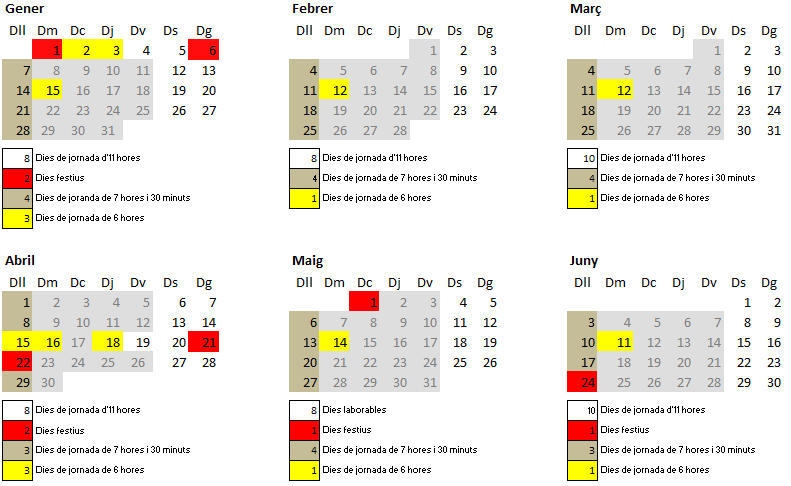 Gener
Dll Dm Dc Dj Dv Ds Dg
1 2 3 4 5 6
7 8 9 10 11 12 13
14 15 16 17 18 19 20
21 22 23 24 25 26 27
28 29 30 31
8 Dies de jornada d'11 hores
2 Dies festius
4 Dies de joranda de 7 hores i 30 minuts
3 Dies de jornada de 6 hores
Febrer
Dll Dm Dc Dj Dv Ds Dg
1 2 3
4 5 6 7 8 9 10
11 12 13 14 15 16 17
18 19 20 21 22 23 24
25 26 27 28
8 Dies de jornada d'11 hores
4 Dies de jornada de 7 hores i 30 minuts
1 Dies de jornada de 6 hores
Març
Dll Dm Dc Dj Dv Ds Dg
1 2 3
4 5 6 7 8 9 10
11 12 13 14 15 16 17
18 19 20 21 22 23 24
25 26 27 28 29 30 31
10 Dies de jornada d'11 hores
4 Dies de jornada de 7 hores i 30 minuts
1 Dies de jornada de 6 hores
Abril
Dll Dm Dc Dj Dv Ds Dg
1 2 3 4 5 6 7
8 9 10 11 12 13 14
15 16 17 18 19 20 21
22 23 24 25 26 27 28
29 30
8 Dies de jornada d'11 hores
2 Dies festius
3 Dies de jornada de 7 hores i 30 minuts
3 Dies de jornada de 6 hores
Maig
Dll Dm Dc Dj Dv Ds Dg
1 2 3 4 5
6 7 8 9 10 11 12
13 14 15 16 17 18 19
20 21 22 23 24 25 26
27 28 29 30 31
8 Dies laborables
1 Dies festius
4 Dies de jornada de 7 hores i 30 minuts
1 Dies de jornada de 6 hores
Juny
Dll Dm Dc Dj Dv Ds Dg
1 2
3 4 5 6 7 8 9
10 11 12 13 14 15 16
17 18 19 20 21 22 23
24 25 26 27 28 29 30
10 Dies de jornada d'11 hores
1 Dies festius
3 Dies de jornada de 7 hores i 30 minuts
1 Dies de jornada de 6 hores